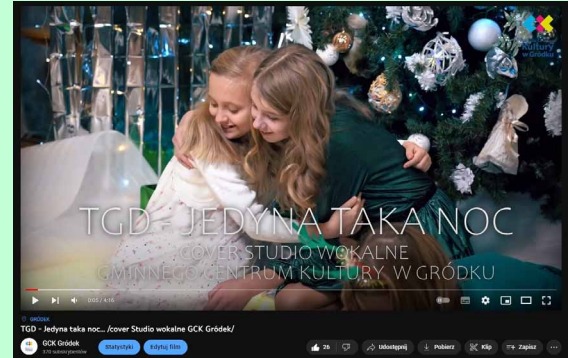 Kultury
w Gródku
TGD - JEDYNA TAKA NOC
COVER STUDIO WOKALNE
GMINNEGO CENTRUM KULTURY W GRÓDKU
0:05 / 4:16
GRÓDEK
TGD - Jedyna taka noc... /cover Studio wokalne GCK Gródek/
GCK Gródek
370 subskrybentów
Statystyki
Edytuj film
26
Udostępnij
Pobierz
Klip
Zapisz